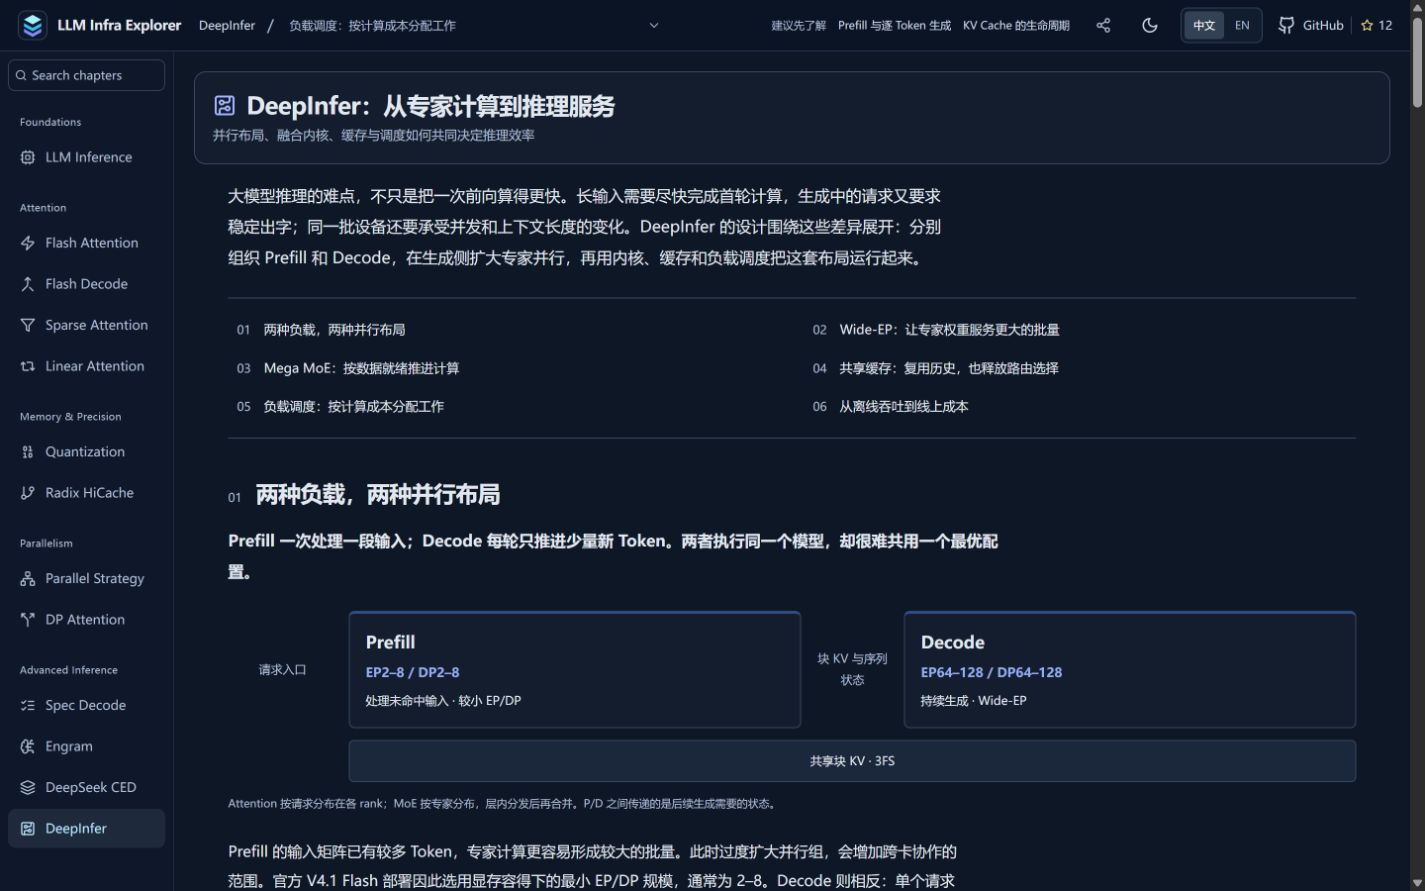 LLM Infra Explorer
DeepInfer / 负载调度：按计算成本分配工作
建议先了解 Prefill 与逐 Token 生成 KV Cache 的生命周期
中文 EN
GitHub
12
Search chapters
Foundations
LLM Inference
Attention
Flash Attention
Flash Decode
Sparse Attention
Linear Attention
Memory & Precision
Quantization
Radix HiCache
Parallelism
Parallel Strategy
DP Attention
Advanced Inference
Spec Decode
Engram
DeepSeek CED
DeepInfer
DeepInfer：从专家计算到推理服务
并行布局、融合内核、缓存与调度如何共同决定推理效率
大模型推理的难点，不只是把一次前向算得更快。长输入需要尽快完成首轮计算，生成中的请求又要求
稳定出字；同一批设备还要承受并发和上下文长度的变化。DeepInfer 的设计围绕这些差异展开：分别
组织 Prefill 和 Decode，在生成侧扩大专家并行，再用内核、缓存和负载调度把这套布局运行起来。
01 两种负载，两种并行布局
02 Wide-EP：让专家权重服务更大的批量
03 Mega MoE：按数据就绪推进计算
04 共享缓存：复用历史，也释放路由选择
05 负载调度：按计算成本分配工作
06 从离线吞吐到线上成本
01 两种负载，两种并行布局
Prefill 一次处理一段输入；Decode 每轮只推进少量新 Token。两者执行同一个模型，却很难共用一个最优配
置。
请求入口
Prefill
EP2–8 / DP2–8
处理未命中输入 · 较小 EP/DP
块 KV 与序列
状态
Decode
EP64–128 / DP64–128
持续生成 · Wide-EP
共享块 KV · 3FS
Attention 按请求分布在各 rank；MoE 按专家分布，层内分发后再合并。P/D 之间传递的是后续生成需要的状态。
Prefill 的输入矩阵已有较多 Token，专家计算更容易形成较大的批量。此时过度扩大并行组，会增加跨卡协作的
范围。官方 V4.1 Flash 部署因此选用显存容得下的最小 EP/DP 规模，通常为 2–8。Decode 则相反：单个请求